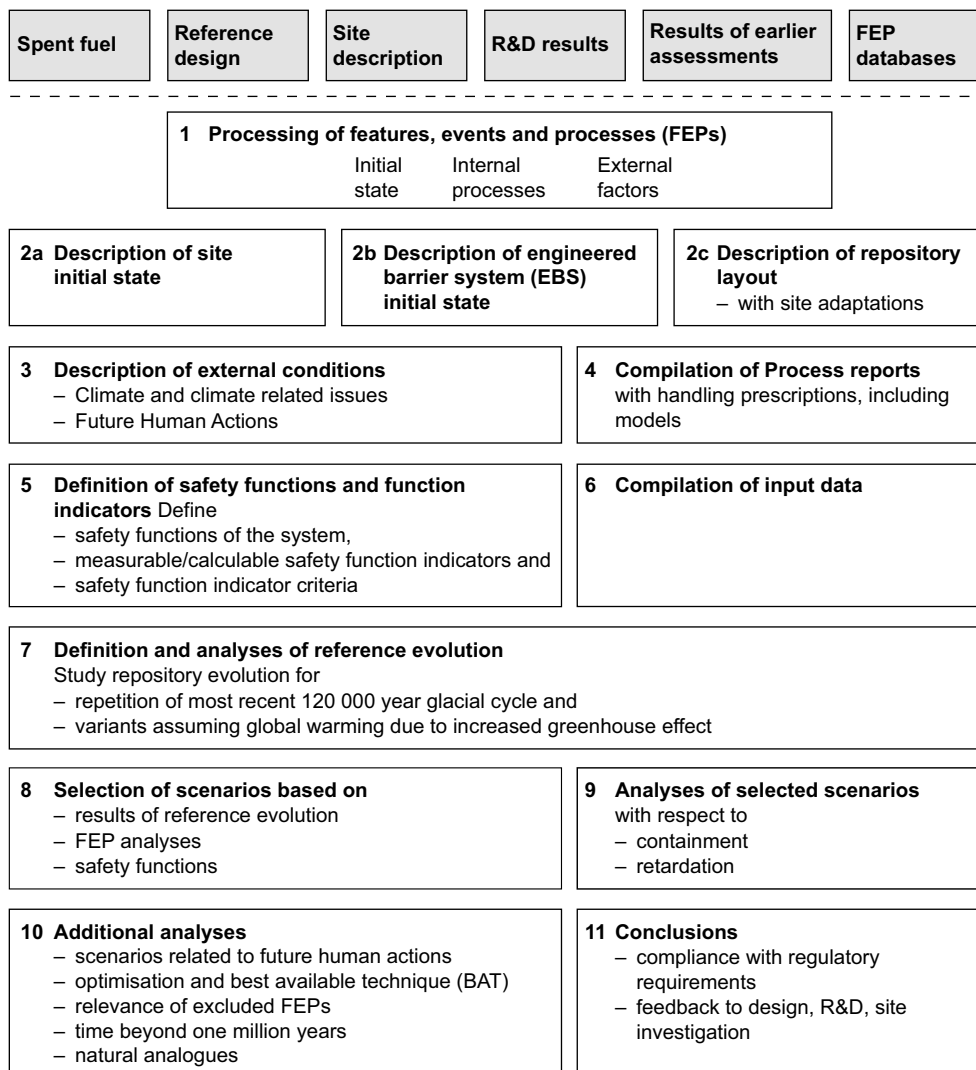 Spent fuel
Reference
design
Site
description
R&D results
Results of earlier
assessments
FEP
databases
1 Processing of features, events and processes (FEPs)
Initial
state
Internal
processes
External
factors
2a Description of site
initial state
2b Description of engineered
barrier system (EBS)
initial state
2c Description of repository
layout
– with site adaptations
3 Description of external conditions
– Climate and climate related issues
– Future Human Actions
4 Compilation of Process reports
with handling prescriptions, including
models
5 Definition of safety functions and function
indicators Define
– safety functions of the system,
– measurable/calculable safety function indicators and
– safety function indicator criteria
6 Compilation of input data
7 Definition and analyses of reference evolution
Study repository evolution for
– repetition of most recent 120 000 year glacial cycle and
– variants assuming global warming due to increased greenhouse effect
8 Selection of scenarios based on
– results of reference evolution
– FEP analyses
– safety functions
9 Analyses of selected scenarios
with respect to
– containment
– retardation
10 Additional analyses
– scenarios related to future human actions
– optimisation and best available technique (BAT)
– relevance of excluded FEPs
– time beyond one million years
– natural analogues
11 Conclusions
– compliance with regulatory
requirements
– feedback to design, R&D, site
investigation